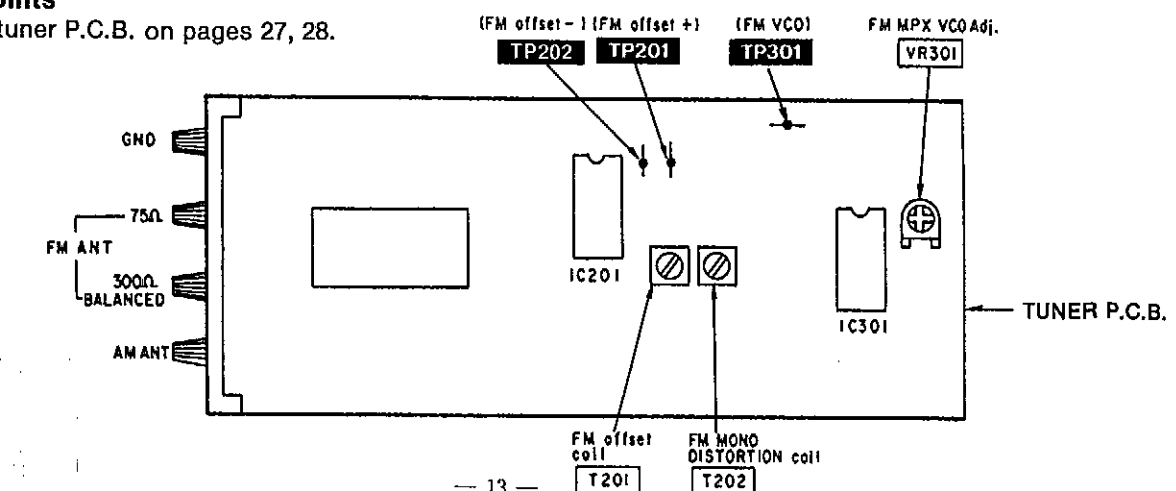 tuner P.C.B. on pages 27, 28.
(FM offset - ) (FM offset +) (FM VCO) FM MPX VCO Adj.
TP202 TP201 TP301 VR301
GND
75Ω
FM ANT
300Ω
BALANCED
AM ANT
IC201
IC301
TUNER P.C.B.
FM offset
coil
T201
FM MONO
DISTORTION coil
T202
— 13 —